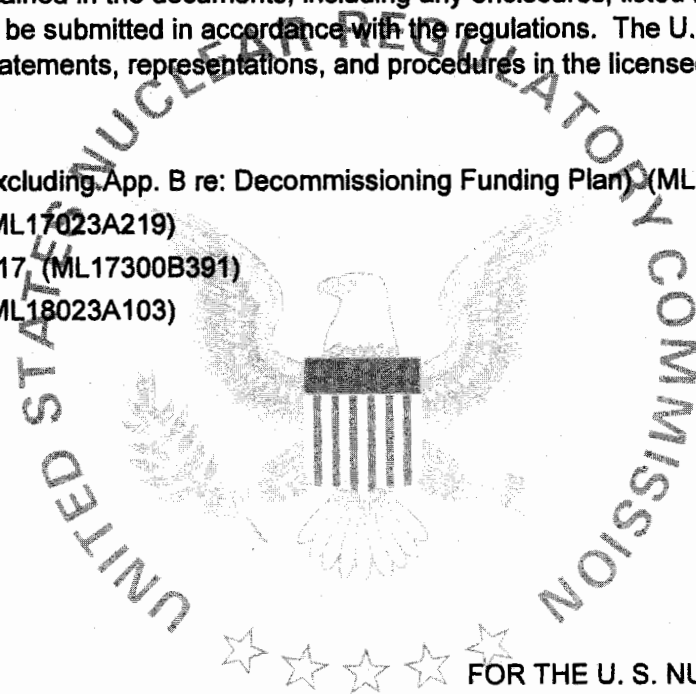 be submitted in accordance with the regulations. The U.
atements, representations, and procedures in the licensee
xcluding App. B re: Decommissioning Funding Plan) (ML
ML17023A219)
17 (ML17300B391)
ML18023A103)
UNITED STATES NUCLEAR REGULATORY COMMISSION
FOR THE U. S. NU